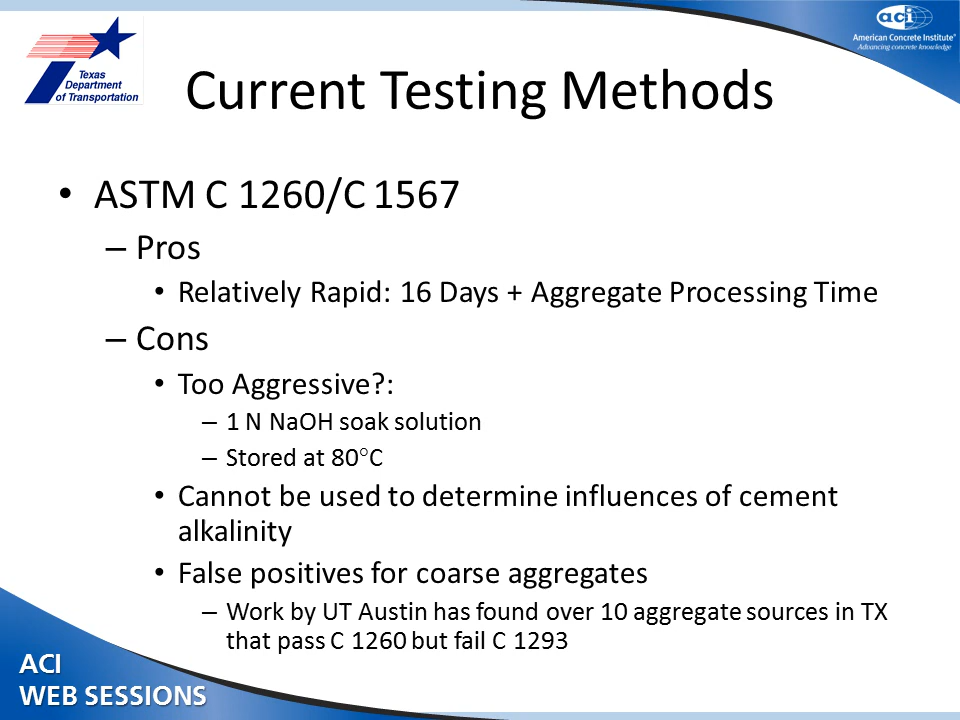 Texas
Department
of Transportation
aci
American Concrete Institute®
Advancing concrete knowledge
Current Testing Methods
• ASTM C 1260/C 1567
– Pros
• Relatively Rapid: 16 Days + Aggregate Processing Time
– Cons
• Too Aggressive?:
– 1 N NaOH soak solution
– Stored at 80°C
• Cannot be used to determine influences of cement
alkalinity
• False positives for coarse aggregates
– Work by UT Austin has found over 10 aggregate sources in TX
that pass C 1260 but fail C 1293
ACI
WEB SESSIONS